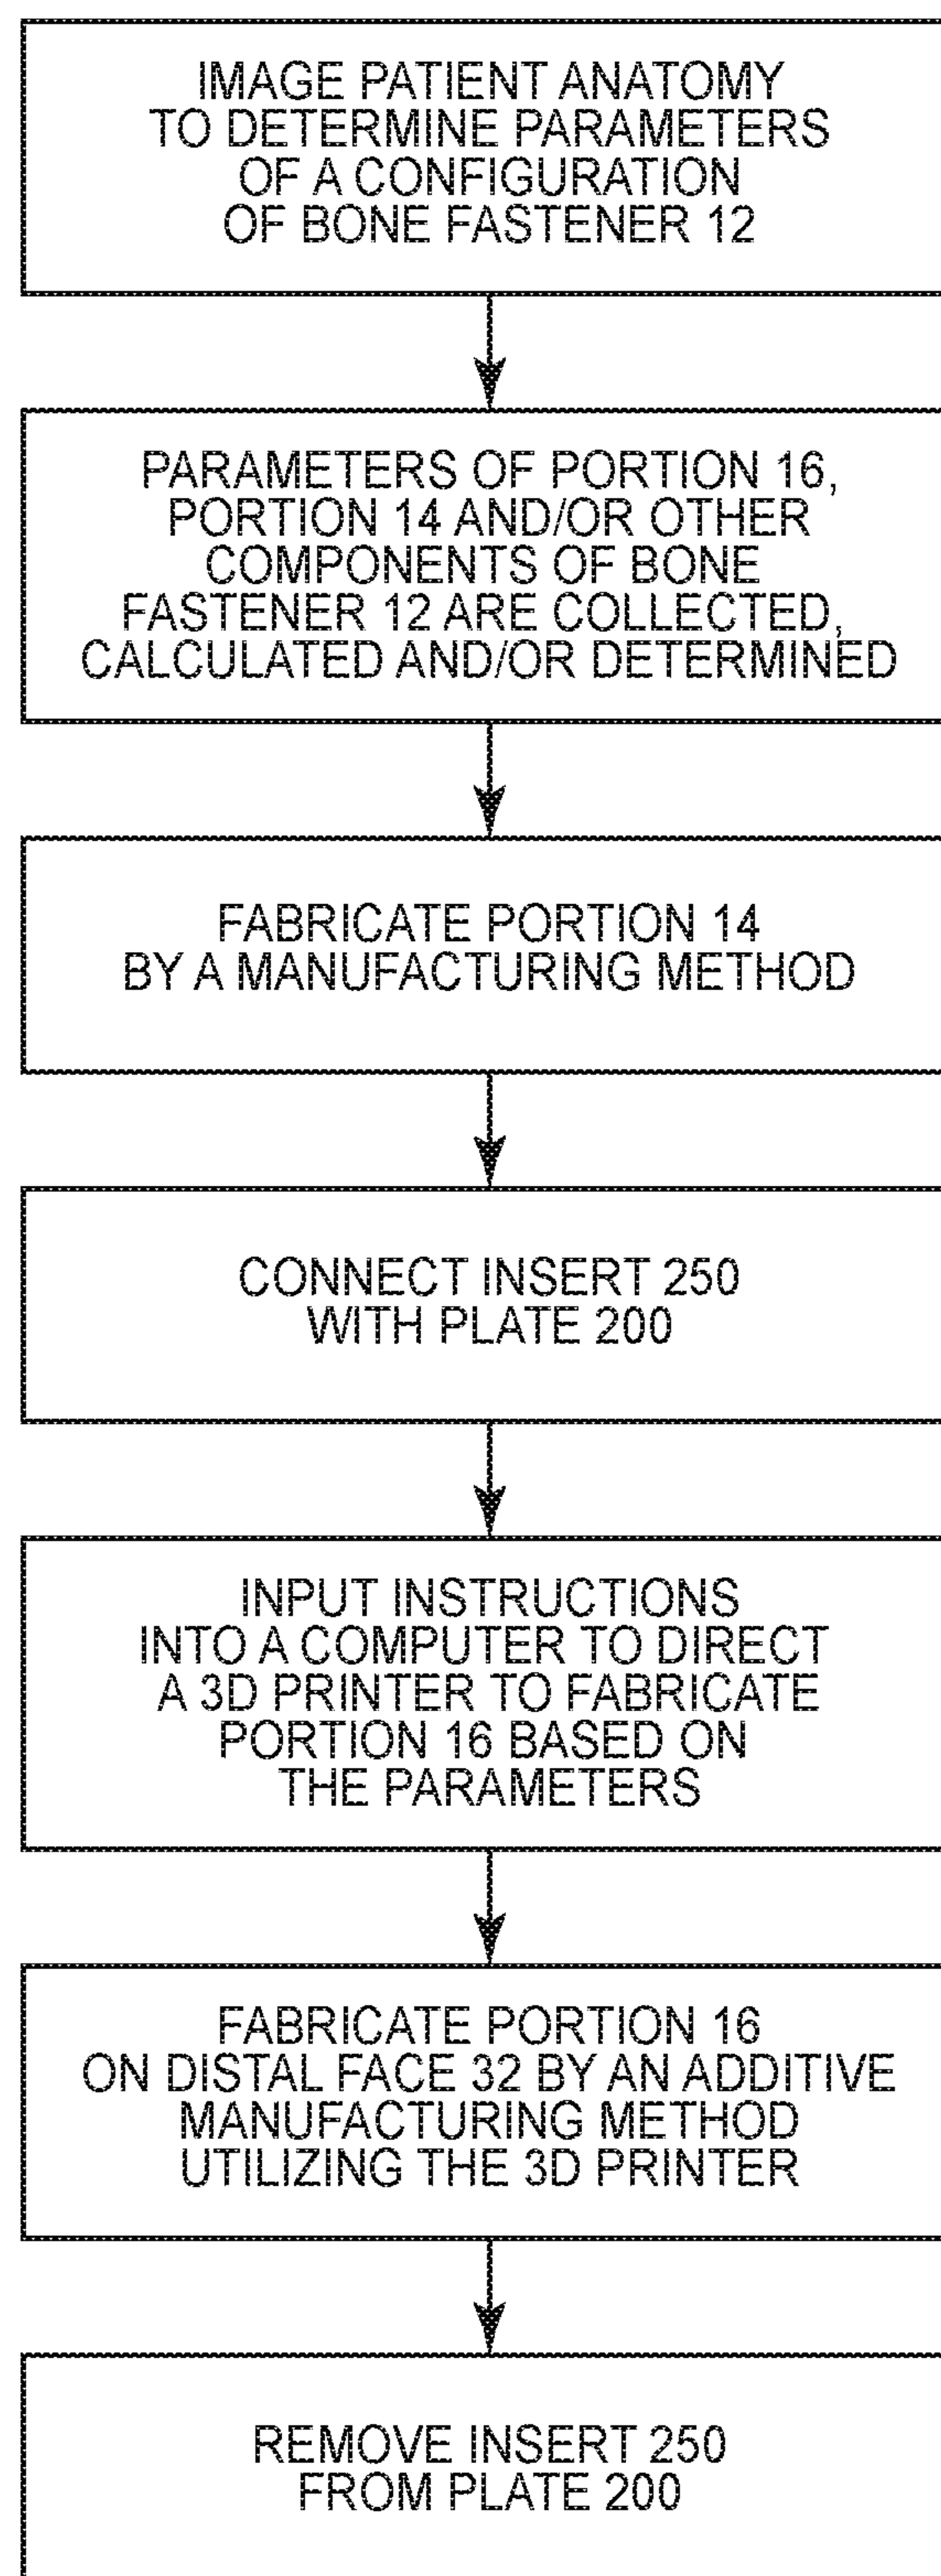 IMAGE PATIENT ANATOMY
TO DETERMINE PARAMETERS
OF A CONFIGURATION
OF BONE FASTENER 12
PARAMETERS OF PORTION 16,
PORTION 14 AND/OR OTHER
COMPONENTS OF BONE
FASTENER 12 ARE COLLECTED,
CALCULATED AND/OR DETERMINED
FABRICATE PORTION 14
BY A MANUFACTURING METHOD
CONNECT INSERT 250
WITH PLATE 200
INPUT INSTRUCTIONS
INTO A COMPUTER TO DIRECT
A 3D PRINTER TO FABRICATE
PORTION 16 BASED ON
THE PARAMETERS
FABRICATE PORTION 16
ON DISTAL FACE 32 BY AN ADDITIVE
MANUFACTURING METHOD
UTILIZING THE 3D PRINTER
REMOVE INSERT 250
FROM PLATE 200